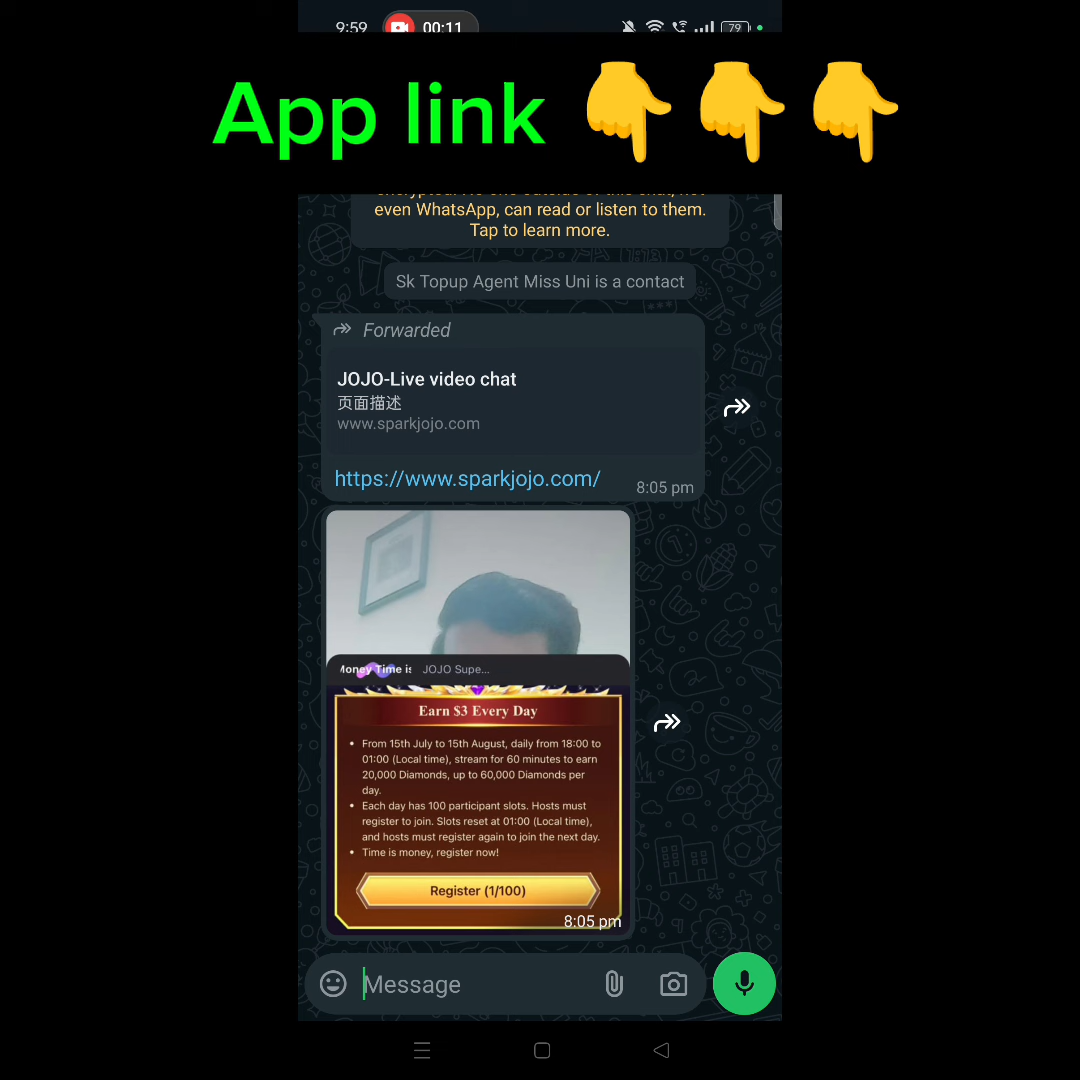 9:59 00:11 79
App link 👇👇👇
even WhatsApp, can read or listen to them.
Tap to learn more.
Sk Topup Agent Miss Uni is a contact
Forwarded
JOJO-Live video chat
页面描述
www.sparkjojo.com
https://www.sparkjojo.com/
8:05 pm
Money Time is JOJO Supe...
Earn $3 Every Day
• From 15th July to 15th August, daily from 18:00 to
01:00 (Local time), stream for 60 minutes to earn
20,000 Diamonds, up to 60,000 Diamonds per
day.
• Each day has 100 participant slots. Hosts must
register to join. Slots reset at 01:00 (Local time),
and hosts must register again to join the next day.
• Time is money, register now!
Register (1/100)
8:05 pm
Message